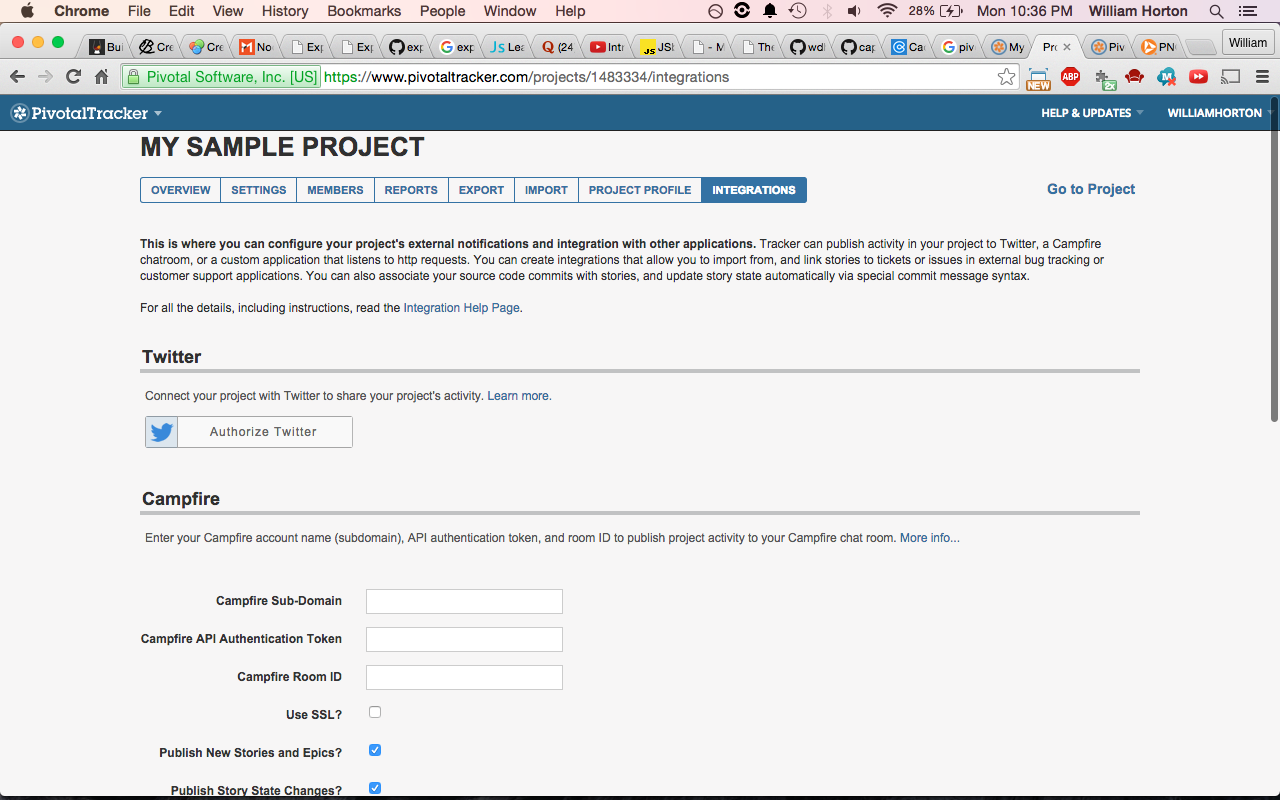 Chrome File Edit View History Bookmarks People Window Help 28% Mon 10:36 PM William Horton
Bui Cre Cre No Exp Exp exp exp Lea (24 Intr JSI - M The wdl cap Ca piv My Pro Piv PN William
Pivotal Software, Inc. [US] https://www.pivotaltracker.com/projects/1483334/integrations NEW ABP 2x
PivotalTracker HELP & UPDATES WILLIAMHORTON
MY SAMPLE PROJECT
OVERVIEW SETTINGS MEMBERS REPORTS EXPORT IMPORT PROJECT PROFILE INTEGRATIONS Go to Project
This is where you can configure your project's external notifications and integration with other applications. Tracker can publish activity in your project to Twitter, a Campfire
chatroom, or a custom application that listens to http requests. You can create integrations that allow you to import from, and link stories to tickets or issues in external bug tracking or
customer support applications. You can also associate your source code commits with stories, and update story state automatically via special commit message syntax.
For all the details, including instructions, read the Integration Help Page.
Twitter
Connect your project with Twitter to share your project's activity. Learn more.
Authorize Twitter
Campfire
Enter your Campfire account name (subdomain), API authentication token, and room ID to publish project activity to your Campfire chat room. More info...
Campfire Sub-Domain
Campfire API Authentication Token
Campfire Room ID
Use SSL?
Publish New Stories and Epics?
Publish Story State Changes?